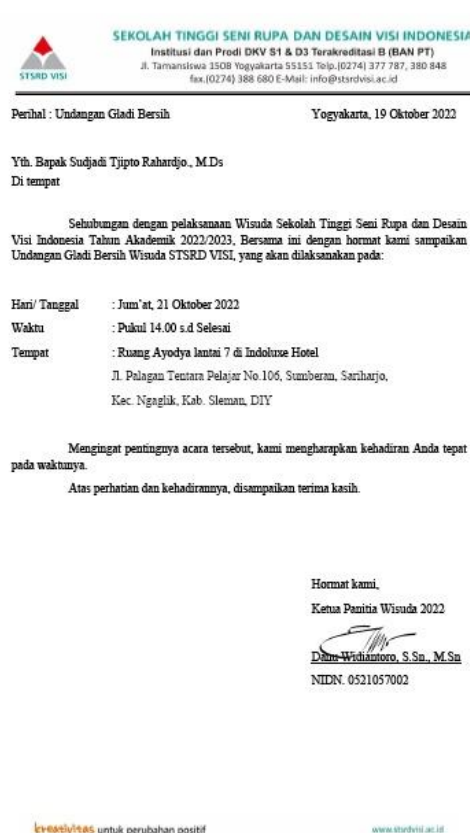 SEKOLAH TINGGI SENI RUPA DAN DESAIN VISI INDONESIA
Institusi dan Prodi DKV S1 & D3 Terakreditasi B (BAN PT)
Jl. Tamansiswa 150B Yogyakarta 55151 Telp.(0274) 377 787, 380 848
fax.(0274) 388 680 E-Mail: info@stsrdvisi.ac.id
STSRD VISI
Perihal : Undangan Gladi Bersih Yogyakarta, 19 Oktober 2022
Yth. Bapak Sudjadi Tjipto Rahardjo., M.Ds
Di tempat
Sehubungan dengan pelaksanaan Wisuda Sekolah Tinggi Seni Rupa dan Desain
Visi Indonesia Tahun Akademik 2022/2023, Bersama ini dengan hormat kami sampaikan
Undangan Gladi Bersih Wisuda STSRD VISI, yang akan dilaksanakan pada:
Hari/ Tanggal : Jum'at, 21 Oktober 2022
Waktu : Pukul 14.00 s.d Selesai
Tempat : Ruang Ayodya lantai 7 di Indoluxe Hotel
Jl. Palagan Tentara Pelajar No.106, Sumberan, Sariharjo,
Kec. Ngaglik, Kab. Sleman, DIY
Mengingat pentingnya acara tersebut, kami mengharapkan kehadiran Anda tepat
pada waktunya.
Atas perhatian dan kehadirannya, disampaikan terima kasih.
Hormat kami,
Ketua Panitia Wisuda 2022
Danu Widiantoro, S.Sn., M.Sn
NIDN. 0521057002
kreativitas untuk perubahan positif www.stsrdvisi.ac.id